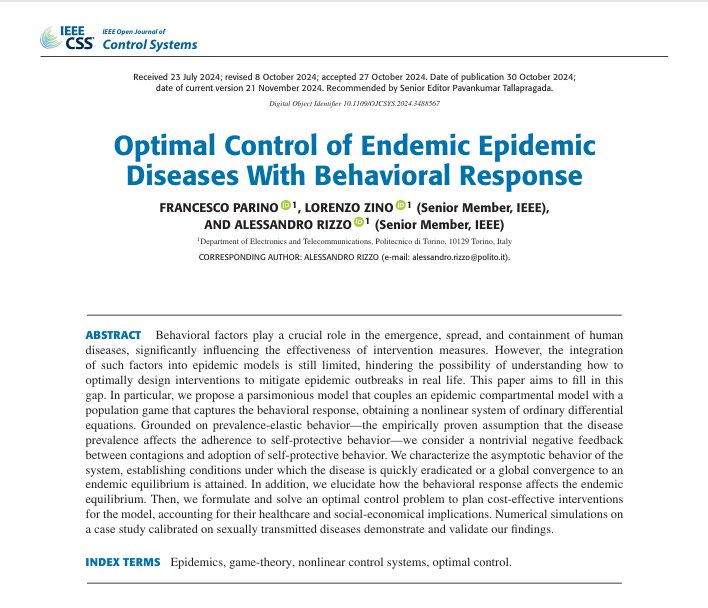 IEEE
CSS
IEEE Open Journal of
Control Systems
Received 23 July 2024; revised 8 October 2024; accepted 27 October 2024. Date of publication 30 October 2024;
date of current version 21 November 2024. Recommended by Senior Editor Pavankumar Tallapragada.
Digital Object Identifier 10.1109/OJCSYS.2024.3488567
Optimal Control of Endemic Epidemic
Diseases With Behavioral Response
FRANCESCO PARINO iD 1, LORENZO ZINO iD 1 (Senior Member, IEEE),
AND ALESSANDRO RIZZO iD 1 (Senior Member, IEEE)
1Department of Electronics and Telecommunications, Politecnico di Torino, 10129 Torino, Italy
CORRESPONDING AUTHOR: ALESSANDRO RIZZO (e-mail: alessandro.rizzo@polito.it).
ABSTRACT Behavioral factors play a crucial role in the emergence, spread, and containment of human
diseases, significantly influencing the effectiveness of intervention measures. However, the integration
of such factors into epidemic models is still limited, hindering the possibility of understanding how to
optimally design interventions to mitigate epidemic outbreaks in real life. This paper aims to fill in this
gap. In particular, we propose a parsimonious model that couples an epidemic compartmental model with a
population game that captures the behavioral response, obtaining a nonlinear system of ordinary differential
equations. Grounded on prevalence-elastic behavior—the empirically proven assumption that the disease
prevalence affects the adherence to self-protective behavior—we consider a nontrivial negative feedback
between contagions and adoption of self-protective behavior. We characterize the asymptotic behavior of the
system, establishing conditions under which the disease is quickly eradicated or a global convergence to an
endemic equilibrium is attained. In addition, we elucidate how the behavioral response affects the endemic
equilibrium. Then, we formulate and solve an optimal control problem to plan cost-effective interventions
for the model, accounting for their healthcare and social-economical implications. Numerical simulations on
a case study calibrated on sexually transmitted diseases demonstrate and validate our findings.
INDEX TERMS Epidemics, game-theory, nonlinear control systems, optimal control.